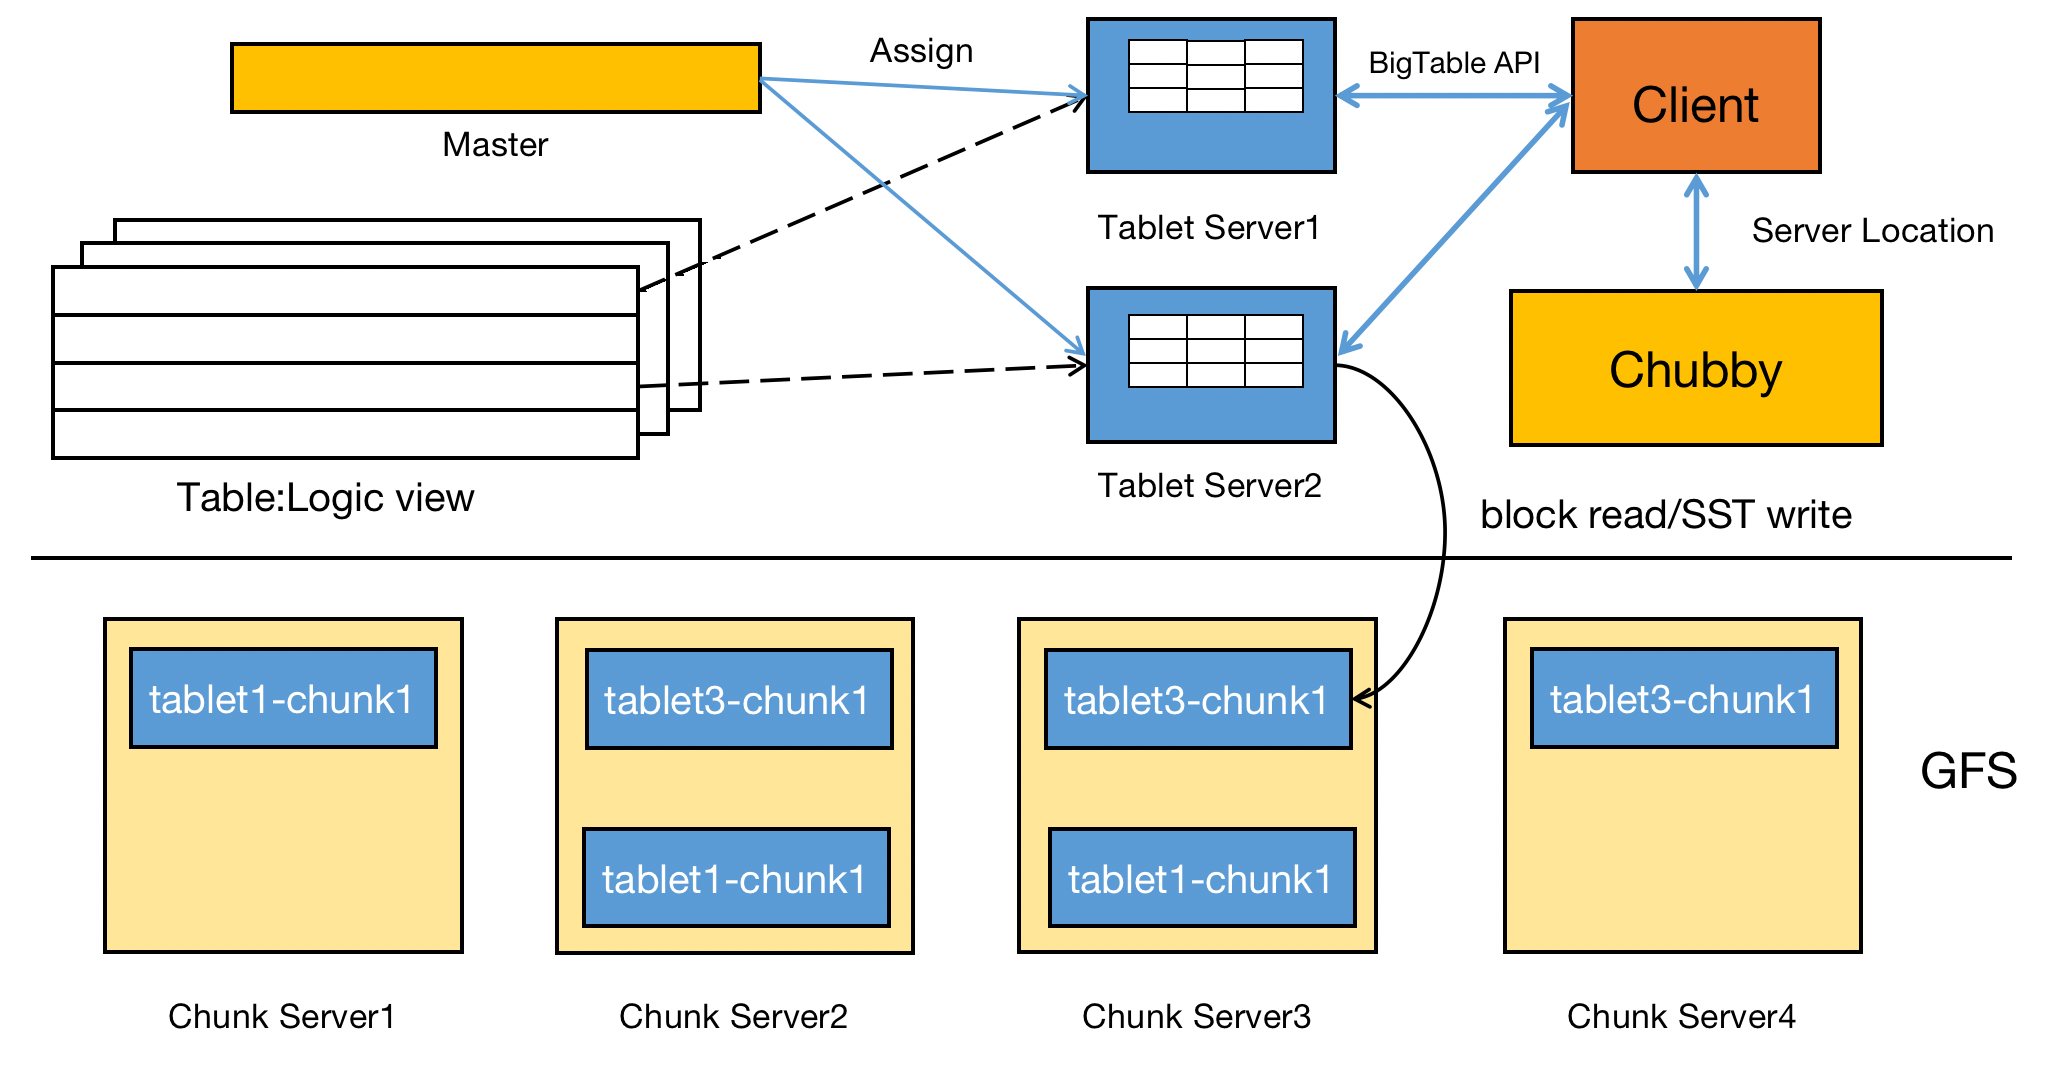 Assign
BigTable API
Client
Master
Tablet Server1
Server Location
Chubby
Table:Logic view
Tablet Server2
block read/SST write
tablet1-chunk1
tablet3-chunk1
tablet3-chunk1
tablet3-chunk1
GFS
tablet1-chunk1
tablet1-chunk1
Chunk Server1
Chunk Server2
Chunk Server3
Chunk Server4